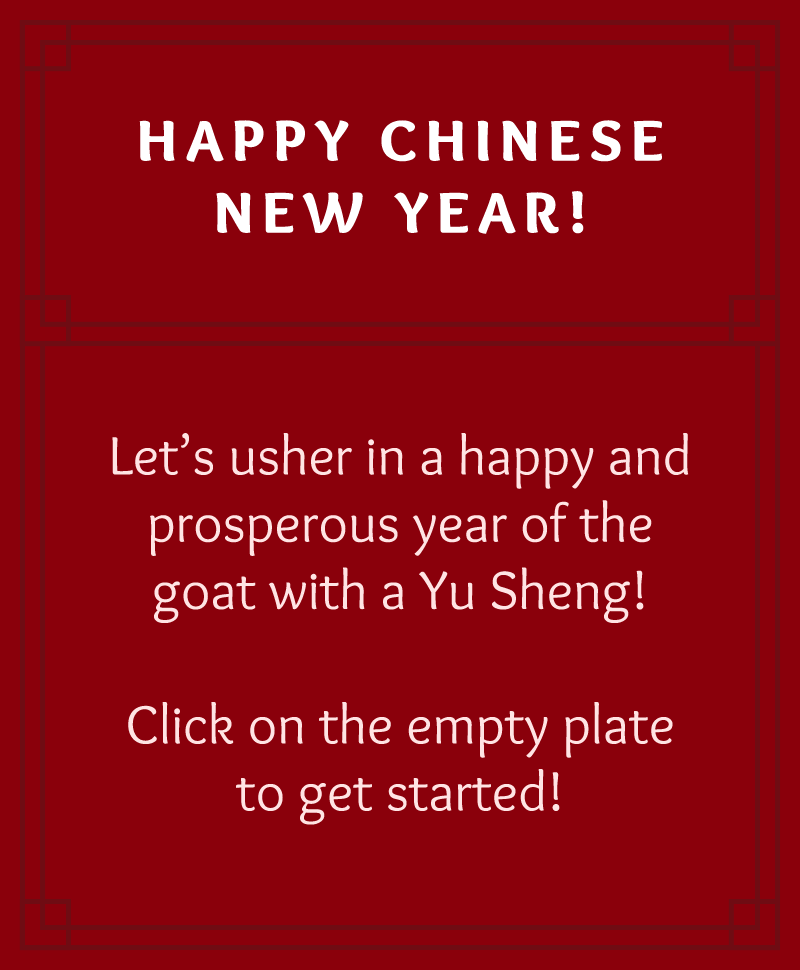 HAPPY CHINESE
NEW YEAR!
Let’s usher in a happy and
prosperous year of the
goat with a Yu Sheng!
Click on the empty plate
to get started!